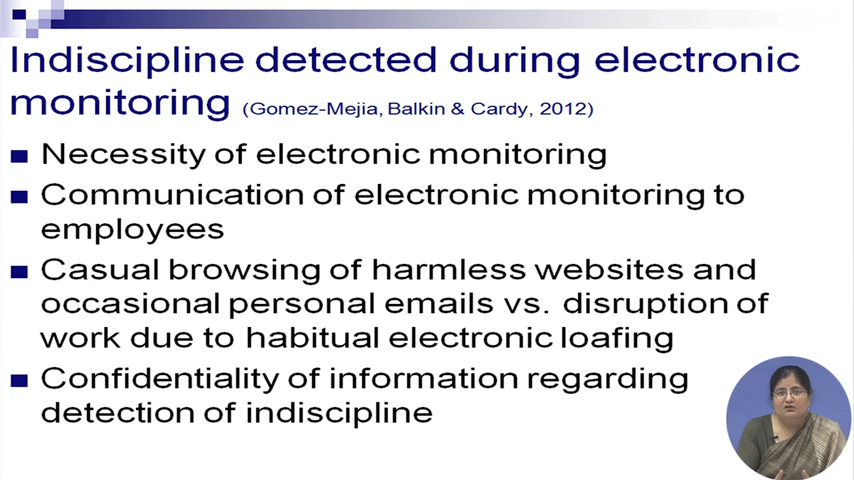 Indiscipline detected during electronic
monitoring (Gomez-Mejia, Balkin & Cardy, 2012)
Necessity of electronic monitoring
Communication of electronic monitoring to
employees
Casual browsing of harmless websites and
occasional personal emails vs. disruption of
work due to habitual electronic loafing
Confidentiality of information regarding
detection of indiscipline